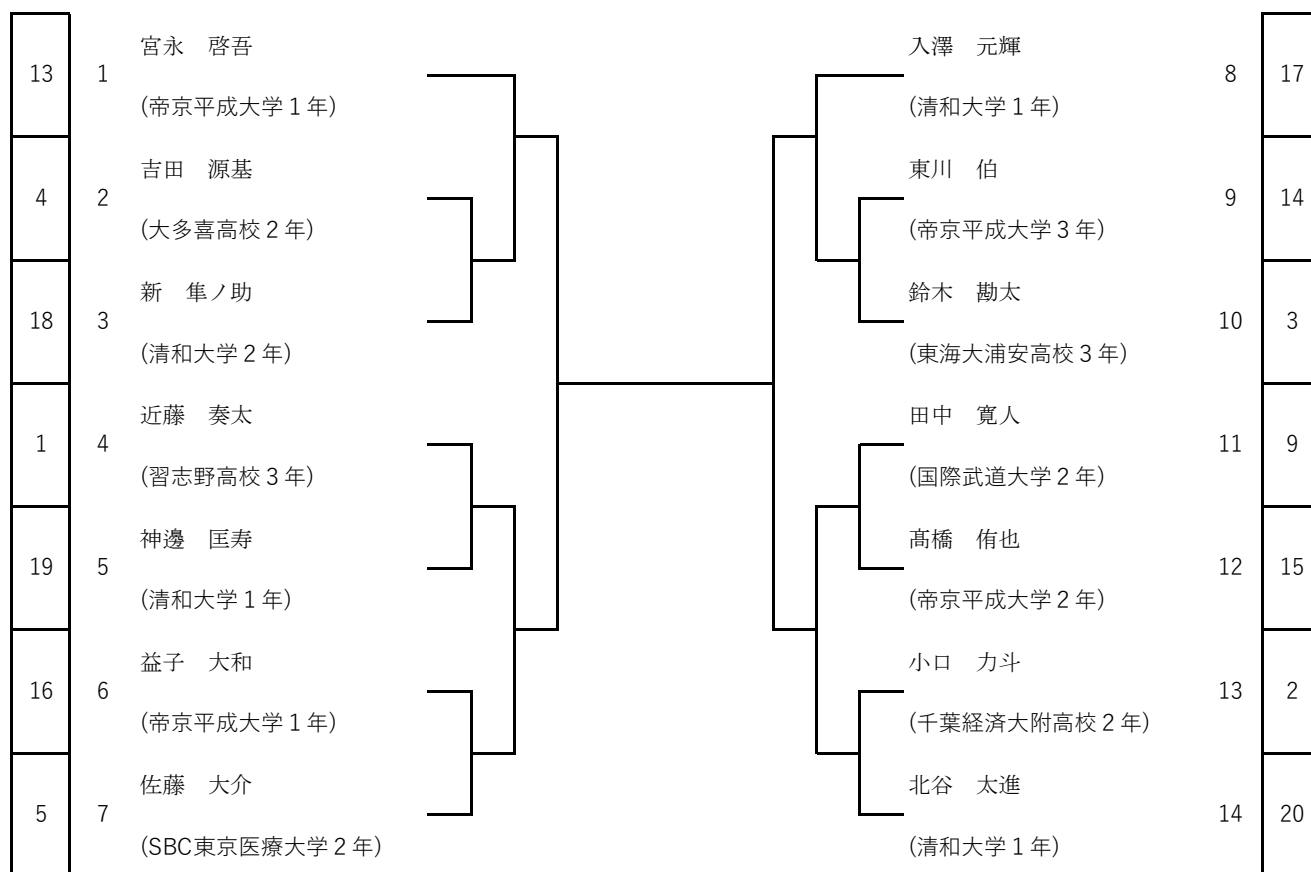 13 1 宮永　啓吾
(帝京平成大学１年)
4 2 吉田　源基
(大多喜高校２年)
18 3 新　隼ノ助
(清和大学２年)
1 4 近藤　奏太
(習志野高校３年)
19 5 神邊　匡寿
(清和大学１年)
16 6 益子　大和
(帝京平成大学１年)
5 7 佐藤　大介
(SBC東京医療大学２年)
入澤　元輝 8 17
(清和大学１年)
東川　伯 9 14
(帝京平成大学３年)
鈴木　勘太 10 3
(東海大浦安高校３年)
田中　寛人 11 9
(国際武道大学２年)
髙橋　侑也 12 15
(帝京平成大学２年)
小口　力斗 13 2
(千葉経済大附高校２年)
北谷　太進 14 20
(清和大学１年)